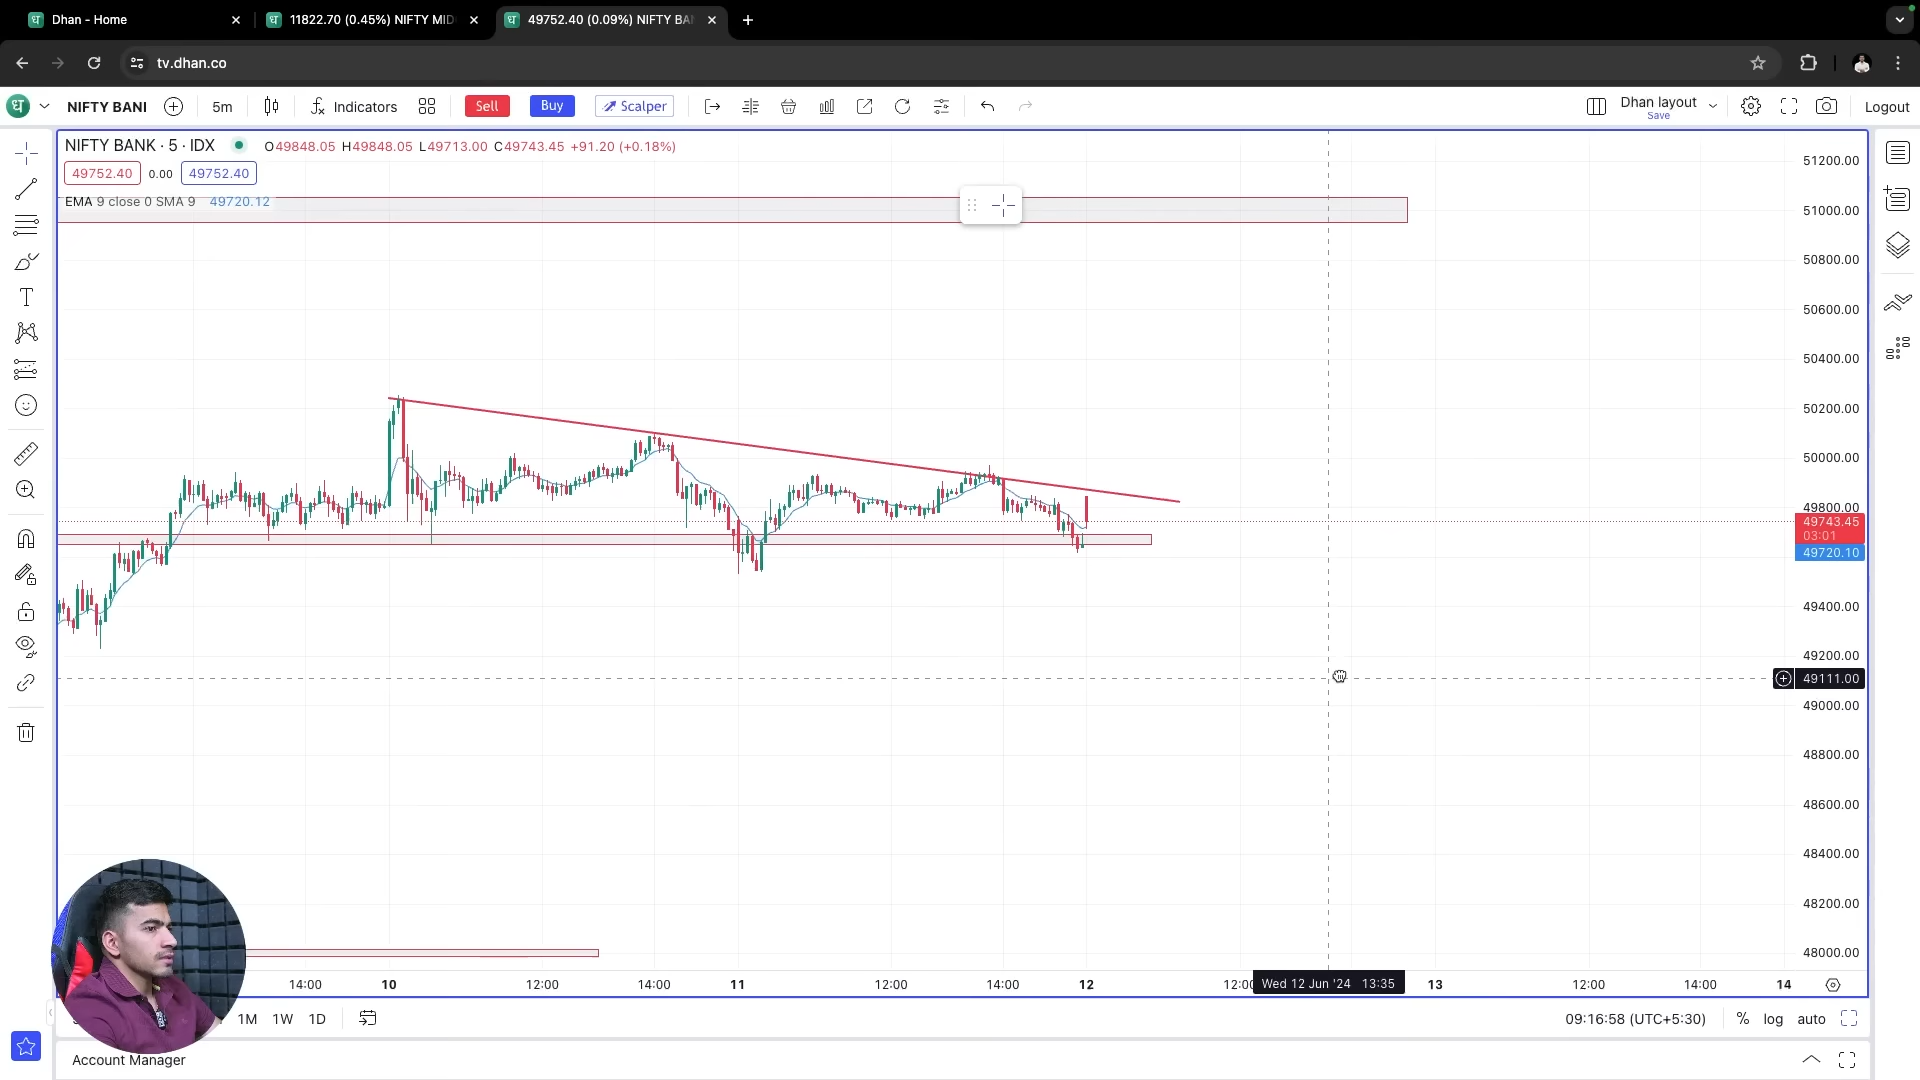 Dhan - Home
11822.70 (0.45%) NIFTY MID
49752.40 (0.09%) NIFTY BAN
tv.dhan.co
NIFTY BANI 5m Indicators Sell Buy Scalper Dhan layout Save Logout
NIFTY BANK · 5 · IDX O49848.05 H49848.05 L49713.00 C49743.45 +91.20 (+0.18%)
49752.40 0.00 49752.40
EMA 9 close 0 SMA 9 49720.12
51200.00
51000.00
50800.00
50600.00
50400.00
50200.00
50000.00
49800.00
49743.45
03:01
49720.10
49400.00
49200.00
49111.00
49000.00
48800.00
48600.00
48400.00
48200.00
48000.00
14:00 10 12:00 14:00 11 12:00 14:00 12 12:00 Wed 12 Jun '24 13:35 13 12:00 14:00 14
1M 1W 1D 09:16:58 (UTC+5:30) % log auto
Account Manager